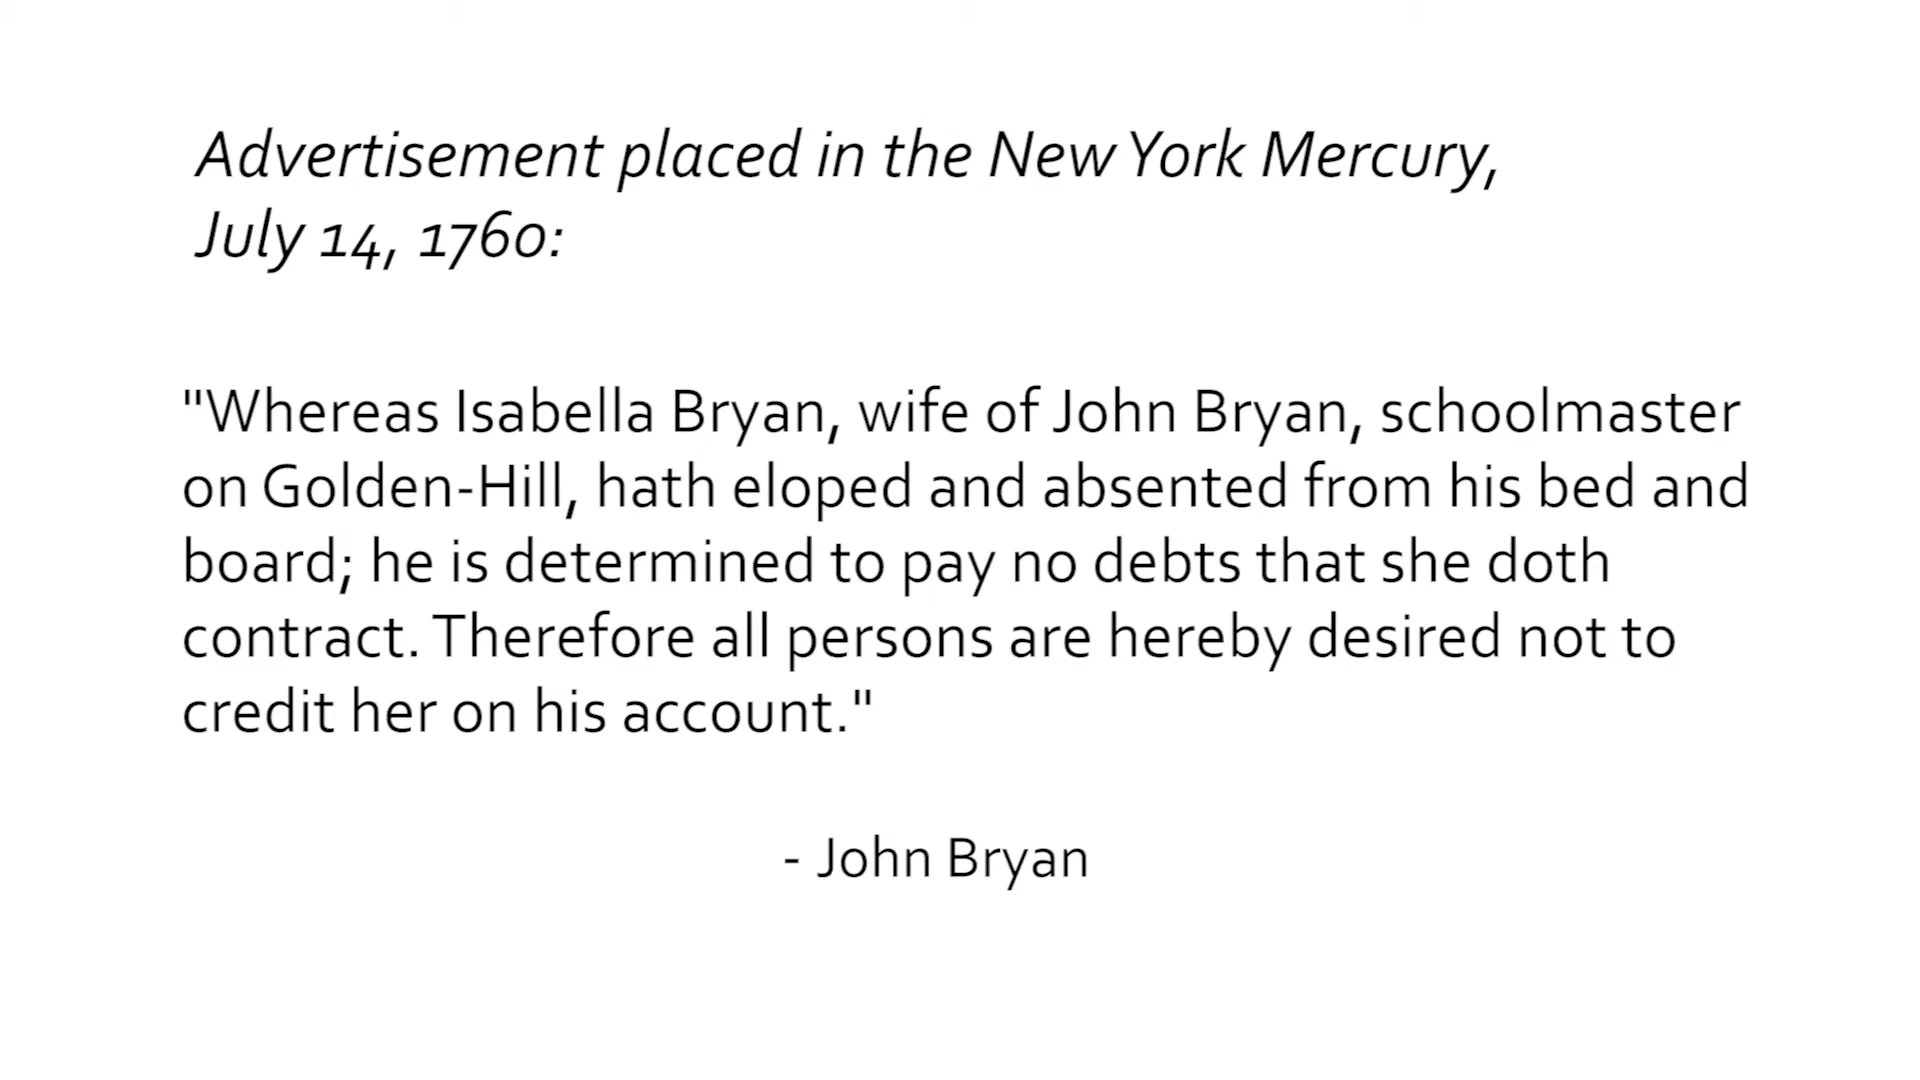 Advertisement placed in the New York Mercury,
July 14, 1760:
"Whereas Isabella Bryan, wife of John Bryan, schoolmaster
on Golden-Hill, hath eloped and absented from his bed and
board; he is determined to pay no debts that she doth
contract. Therefore all persons are hereby desired not to
credit her on his account."
- John Bryan